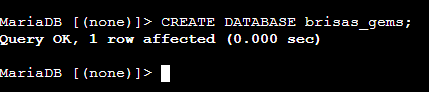 MariaDB [(none)]> CREATE DATABASE brisas_gems;
Query OK, 1 row affected (0.000 sec)
MariaDB [(none)]>